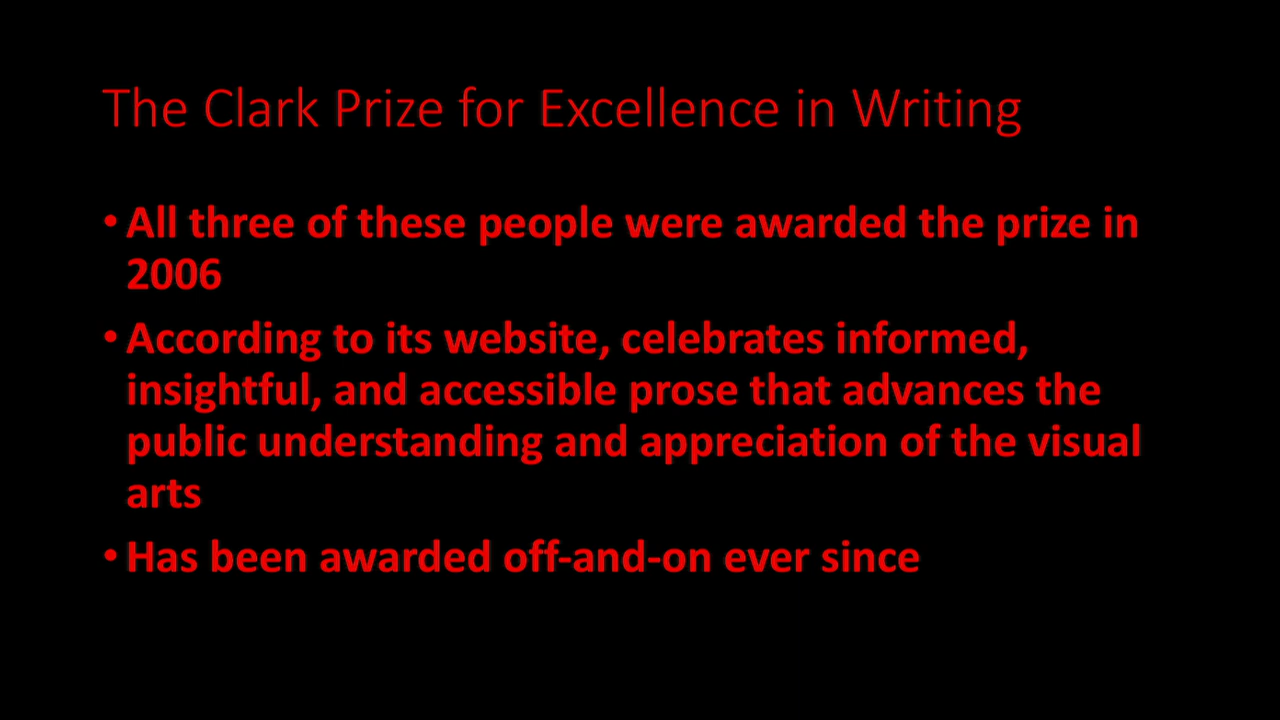 The Clark Prize for Excellence in Writing
• All three of these people were awarded the prize in
2006
• According to its website, celebrates informed,
insightful, and accessible prose that advances the
public understanding and appreciation of the visual
arts
• Has been awarded off-and-on ever since